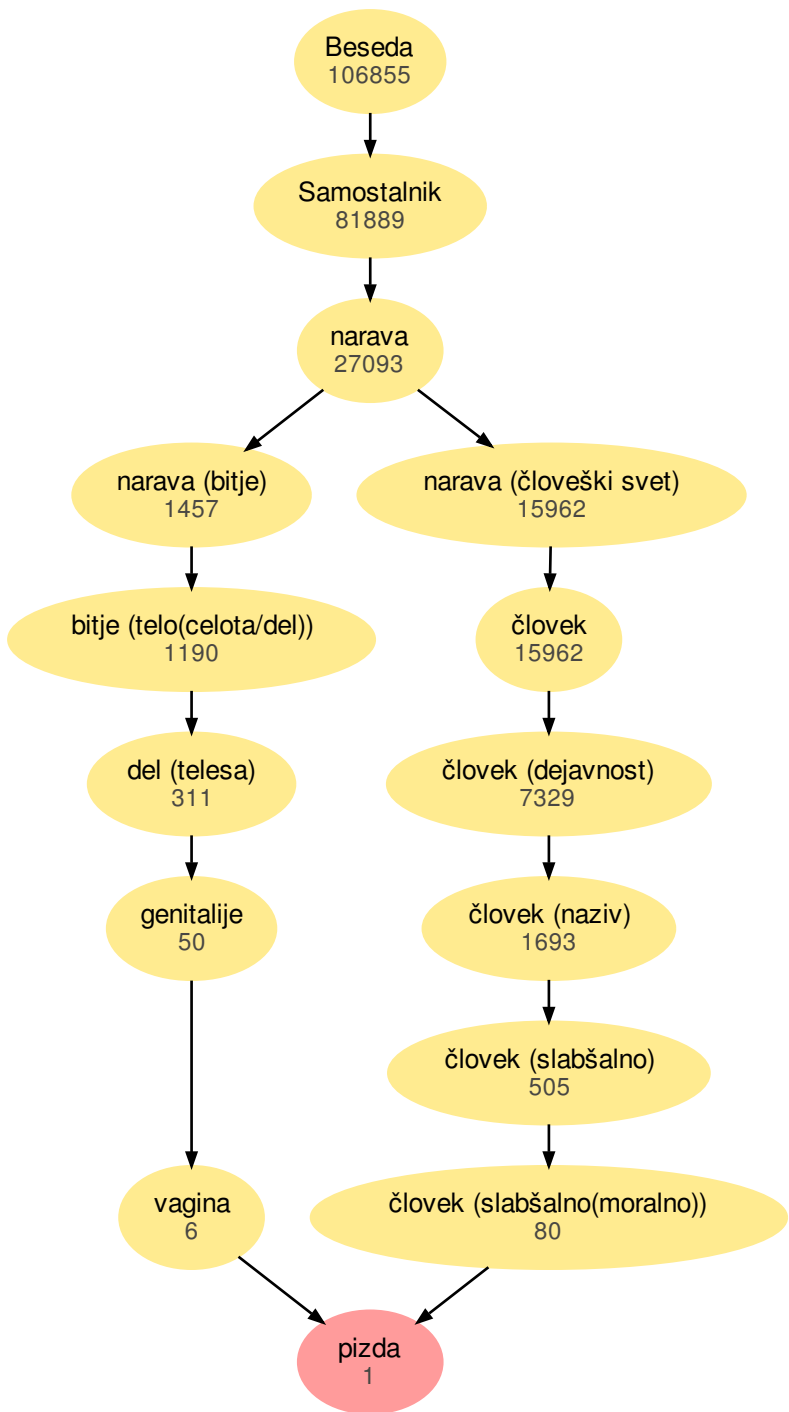 Beseda
106855
Samostalnik
81889
narava
27093
narava (bitje)
1457
narava (človeški svet)
15962
bitje (telo(celota/del))
1190
človek
15962
del (telesa)
311
človek (dejavnost)
7329
genitalije
50
človek (naziv)
1693
človek (slabšalno)
505
vagina
6
človek (slabšalno(moralno))
80
pizda
1